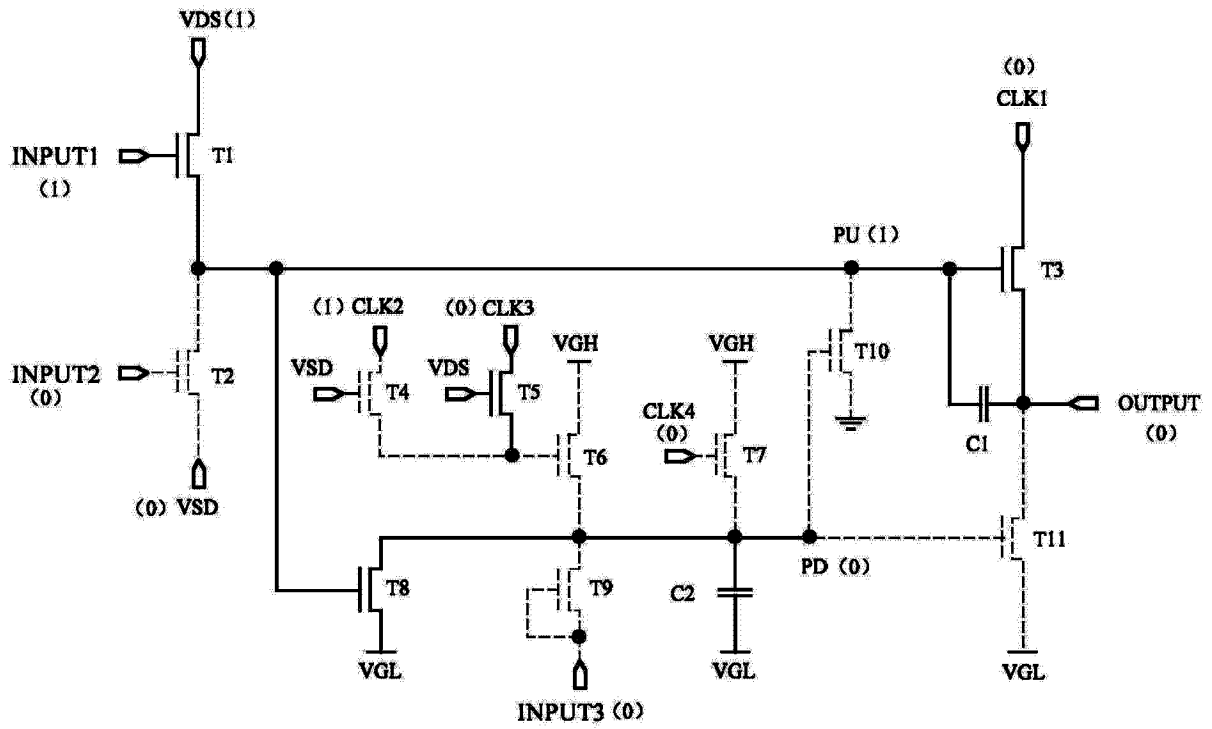 VDS(1)
(0)
CLK1
INPUT1
T1
(1)
PU(1)
T3
(1) CLK2
(0) CLK3
VGH
VGH
T10
INPUT2
T2
VSD
T4
VDS
T5
CLK4
(0)
OUTPUT
(0)
(0)
C1
T6
T7
(0) VSD
T11
PD(0)
T8
T9
C2
VGL
VGL
VGL
INPUT3(0)